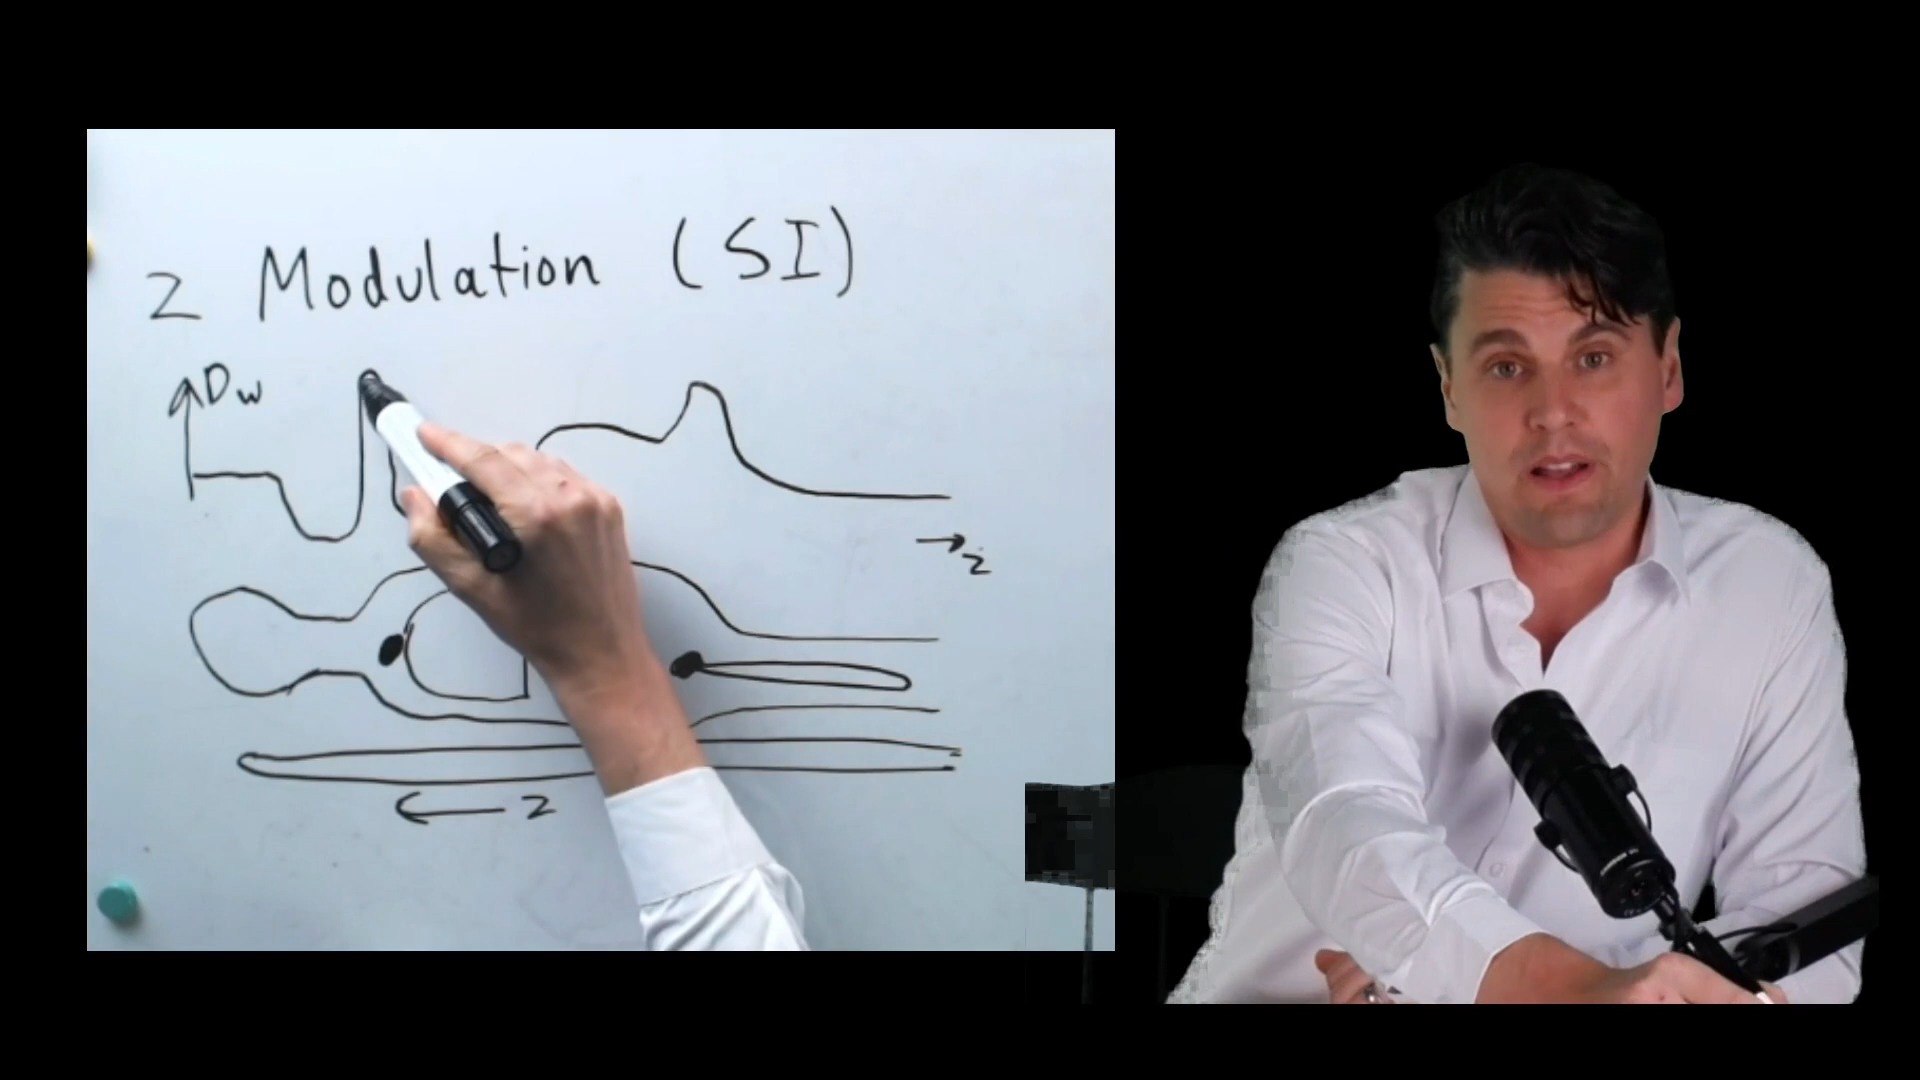 Z Modulation (SI)
Dw
→ z
← z